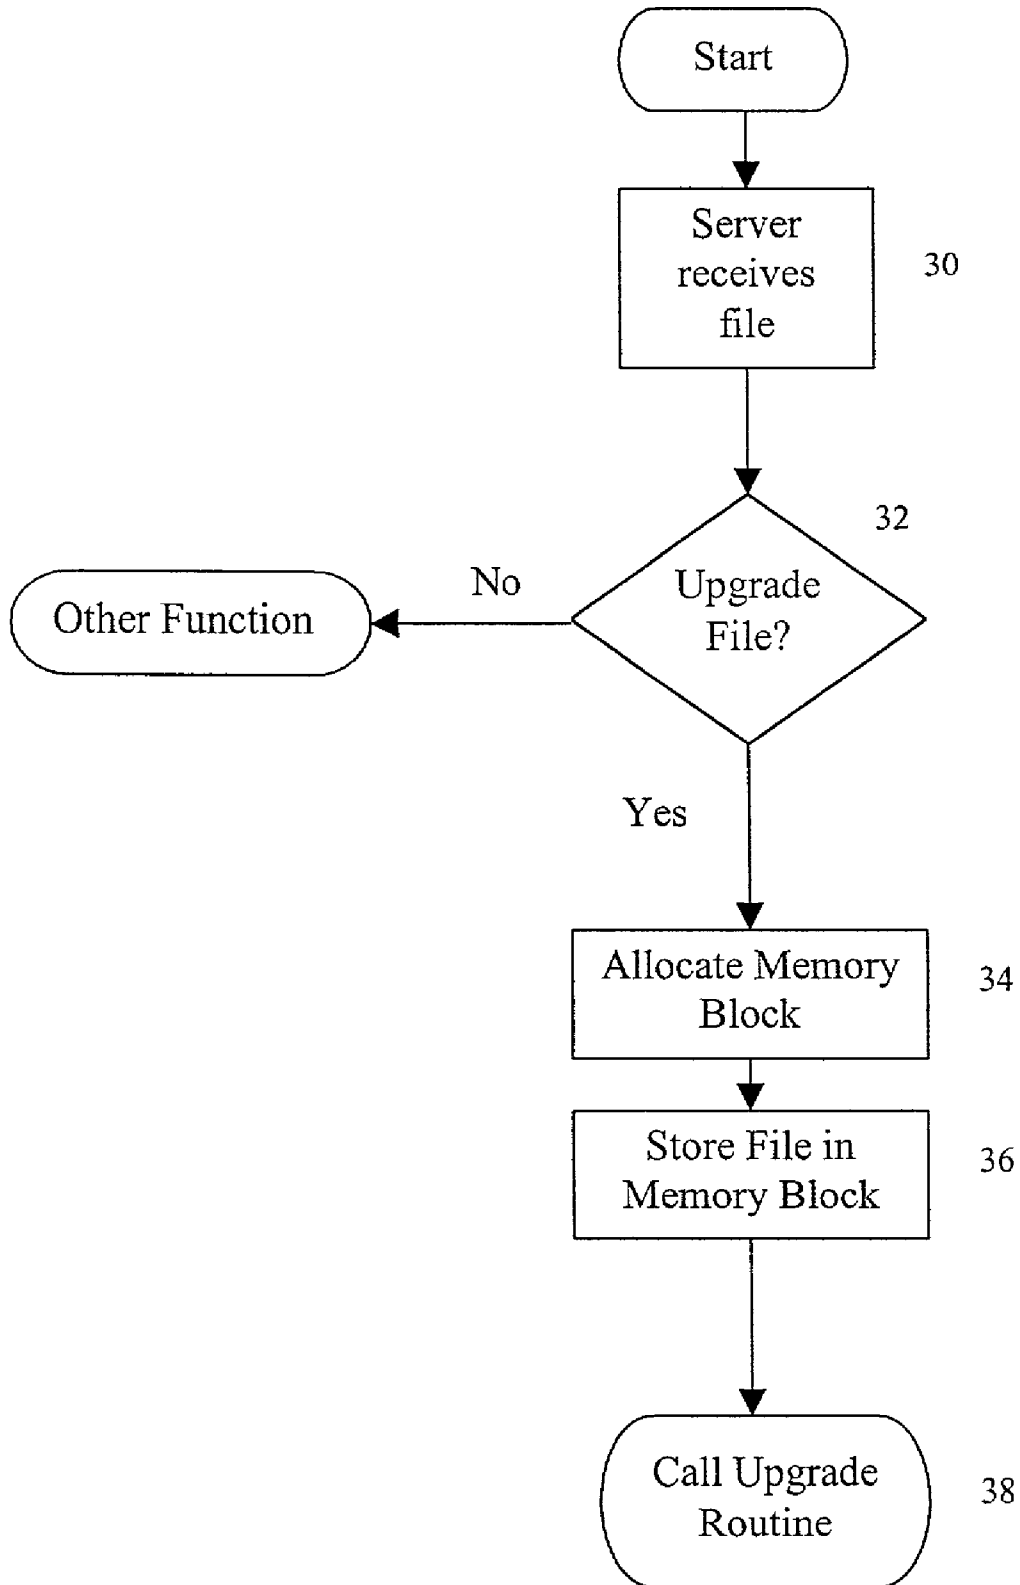 Start
Server
receives
file
30
32
Upgrade
File?
No
Other Function
Yes
Allocate Memory
Block
34
Store File in
Memory Block
36
Call Upgrade
Routine
38